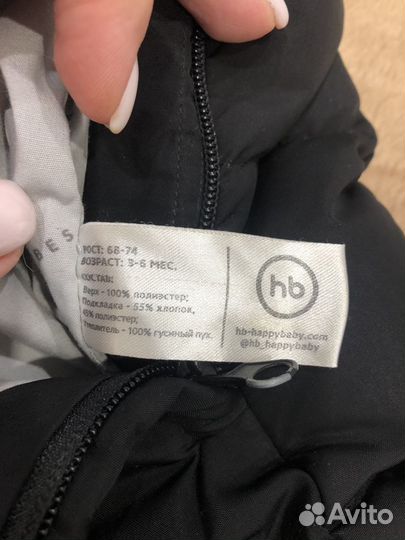 BES
РОСТ: 68-74
ВОЗРАСТ: 3-6 МЕС.
СОСТАВ:
Верх - 100% полиэстер;
Подкладка - 55% хлопок,
45% полиэстер;
Утеплитель - 100% гусиный пух.
hb
hb-happybaby.com
@hb_happybaby
Avito